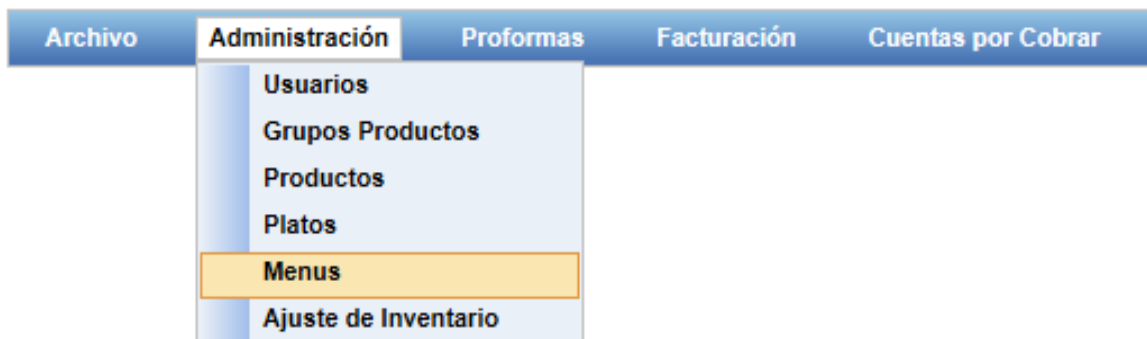 Archivo Administración Proformas Facturación Cuentas por Cobrar
Usuarios
Grupos Productos
Productos
Platos
Menus
Ajuste de Inventario